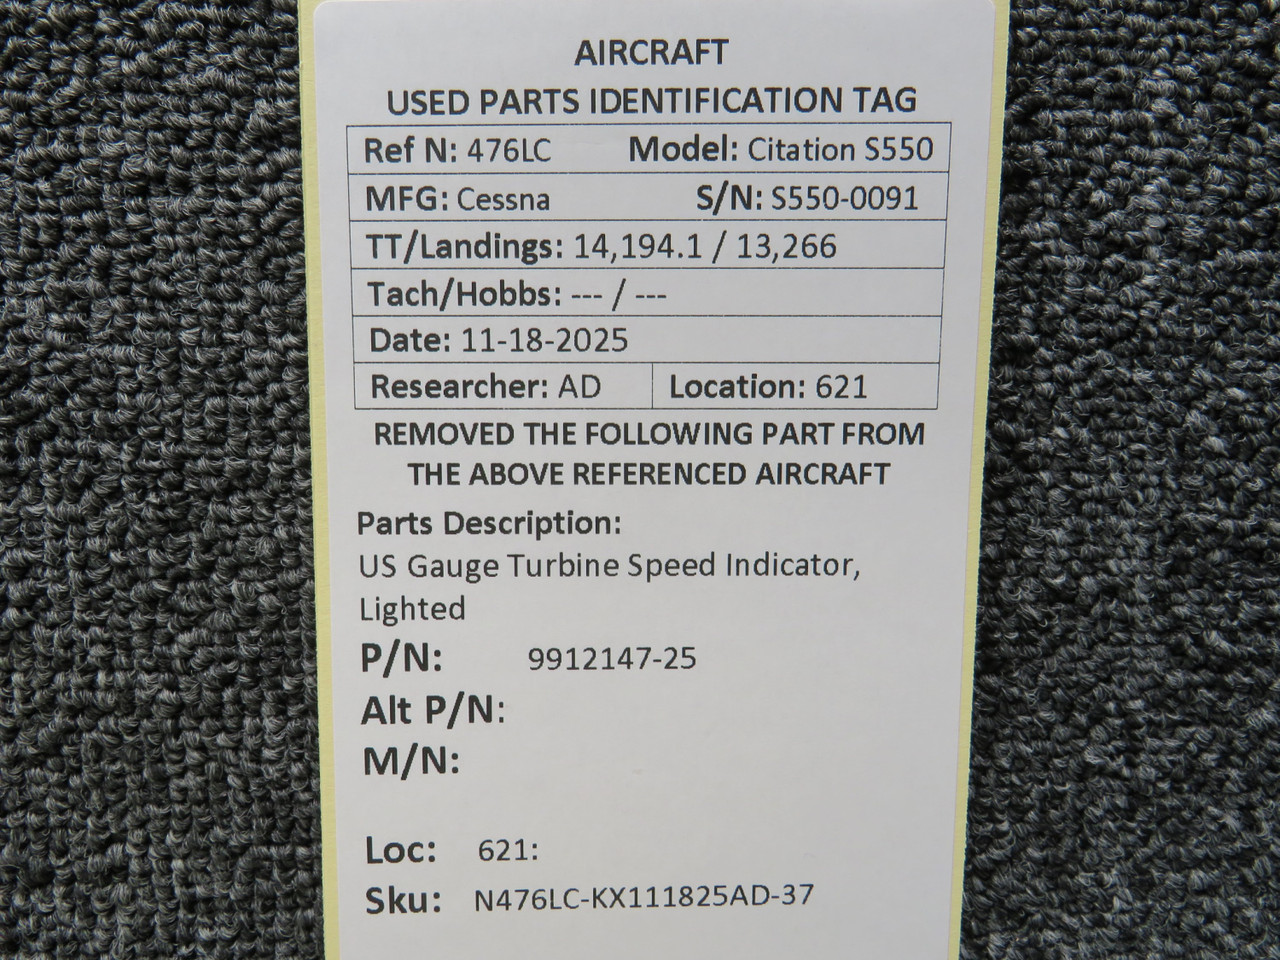 AIRCRAFT
USED PARTS IDENTIFICATION TAG
Ref N: 476LC Model: Citation S550
MFG: Cessna S/N: S550-0091
TT/Landings: 14,194.1 / 13,266
Tach/Hobbs: --- / ---
Date: 11-18-2025
Researcher: AD Location: 621
REMOVED THE FOLLOWING PART FROM
THE ABOVE REFERENCED AIRCRAFT
Parts Description:
US Gauge Turbine Speed Indicator,
Lighted
P/N: 9912147-25
Alt P/N:
M/N:
Loc: 621:
Sku: N476LC-KX111825AD-37